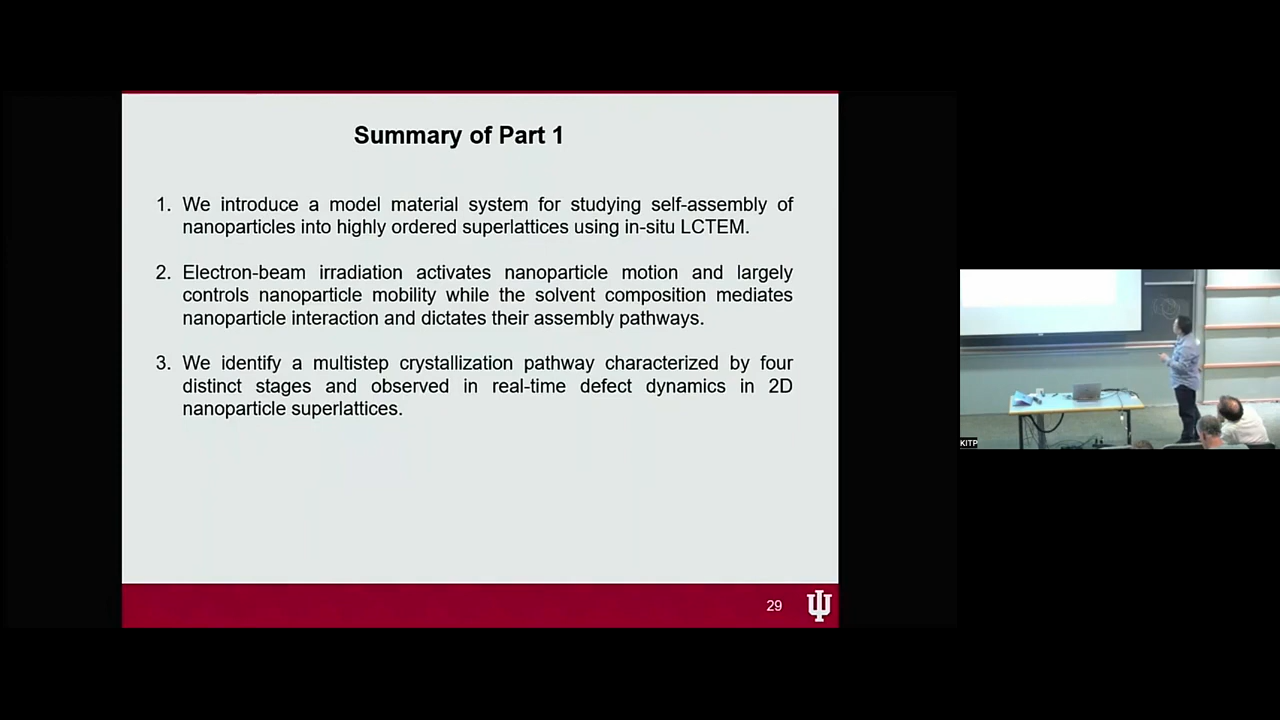 Summary of Part 1
1. We introduce a model material system for studying self-assembly of
nanoparticles into highly ordered superlattices using in-situ LCTEM.
2. Electron-beam irradiation activates nanoparticle motion and largely
controls nanoparticle mobility while the solvent composition mediates
nanoparticle interaction and dictates their assembly pathways.
3. We identify a multistep crystallization pathway characterized by four
distinct stages and observed in real-time defect dynamics in 2D
nanoparticle superlattices.
29
KITP